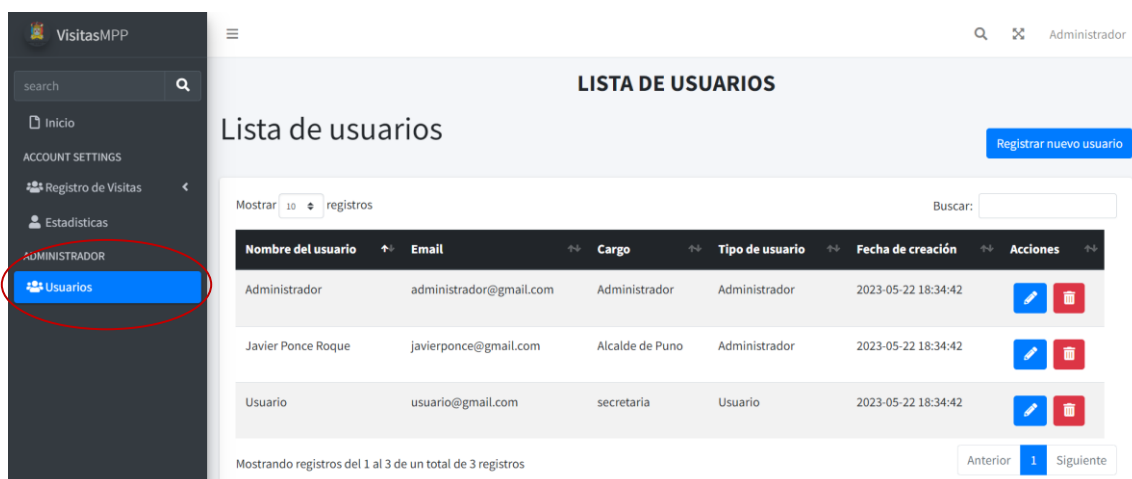 VisitasMPP
Administrador
search
Inicio
ACCOUNT SETTINGS
Registro de Visitas
Estadisticas
ADMINISTRADOR
Usuarios
LISTA DE USUARIOS
Lista de usuarios
Registrar nuevo usuario
Mostrar 10 registros
Buscar:
Nombre del usuario Email Cargo Tipo de usuario Fecha de creación Acciones
Administrador administrador@gmail.com Administrador Administrador 2023-05-22 18:34:42
Javier Ponce Roque javierponce@gmail.com Alcalde de Puno Administrador 2023-05-22 18:34:42
Usuario usuario@gmail.com secretaria Usuario 2023-05-22 18:34:42
Mostrando registros del 1 al 3 de un total de 3 registros
Anterior 1 Siguiente